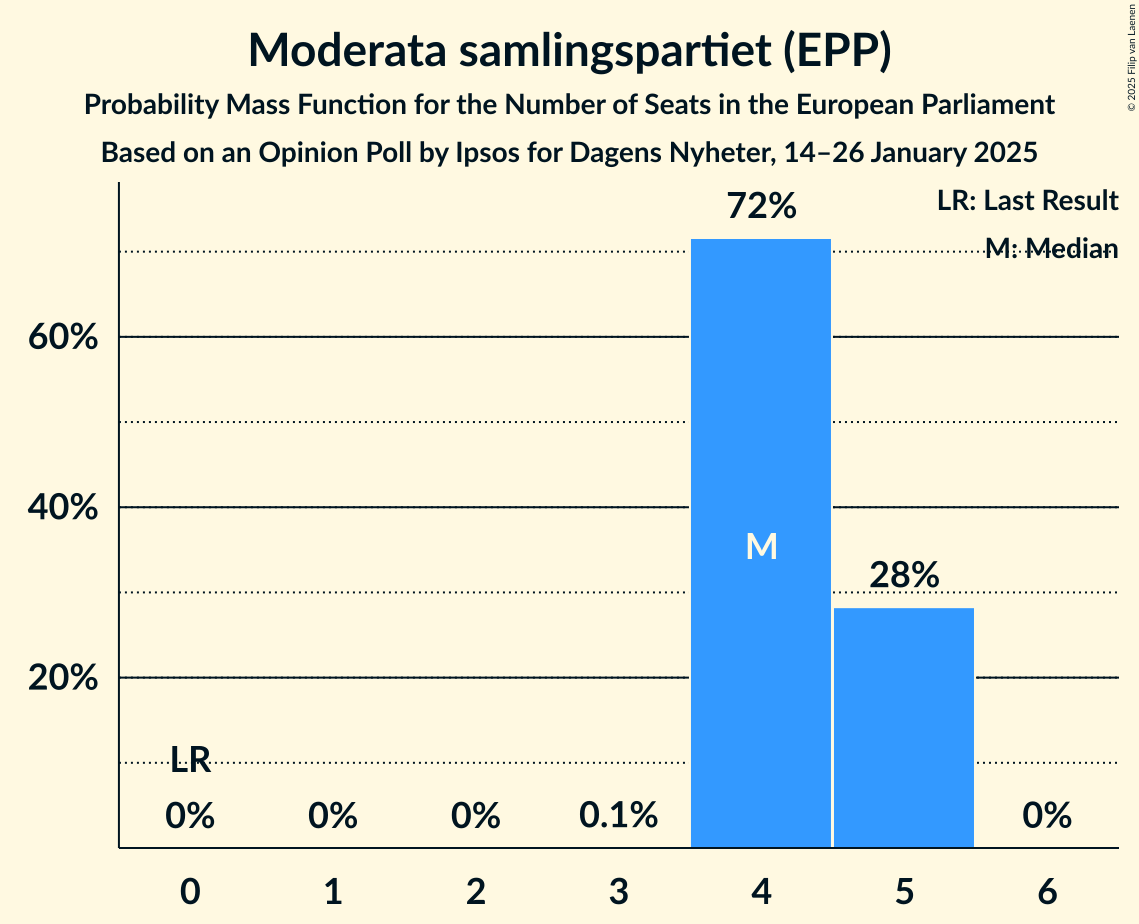 Moderata samlingspartiet (EPP)
Probability Mass Function for the Number of Seats in the European Parliament
Based on an Opinion Poll by Ipsos for Dagens Nyheter, 14–26 January 2025
© 2025 Filip van Laenen
LR: Last Result
M: Median
72%
60%
40%
M
28%
20%
LR
0% 0% 0% 0.1% 0%
0 1 2 3 4 5 6